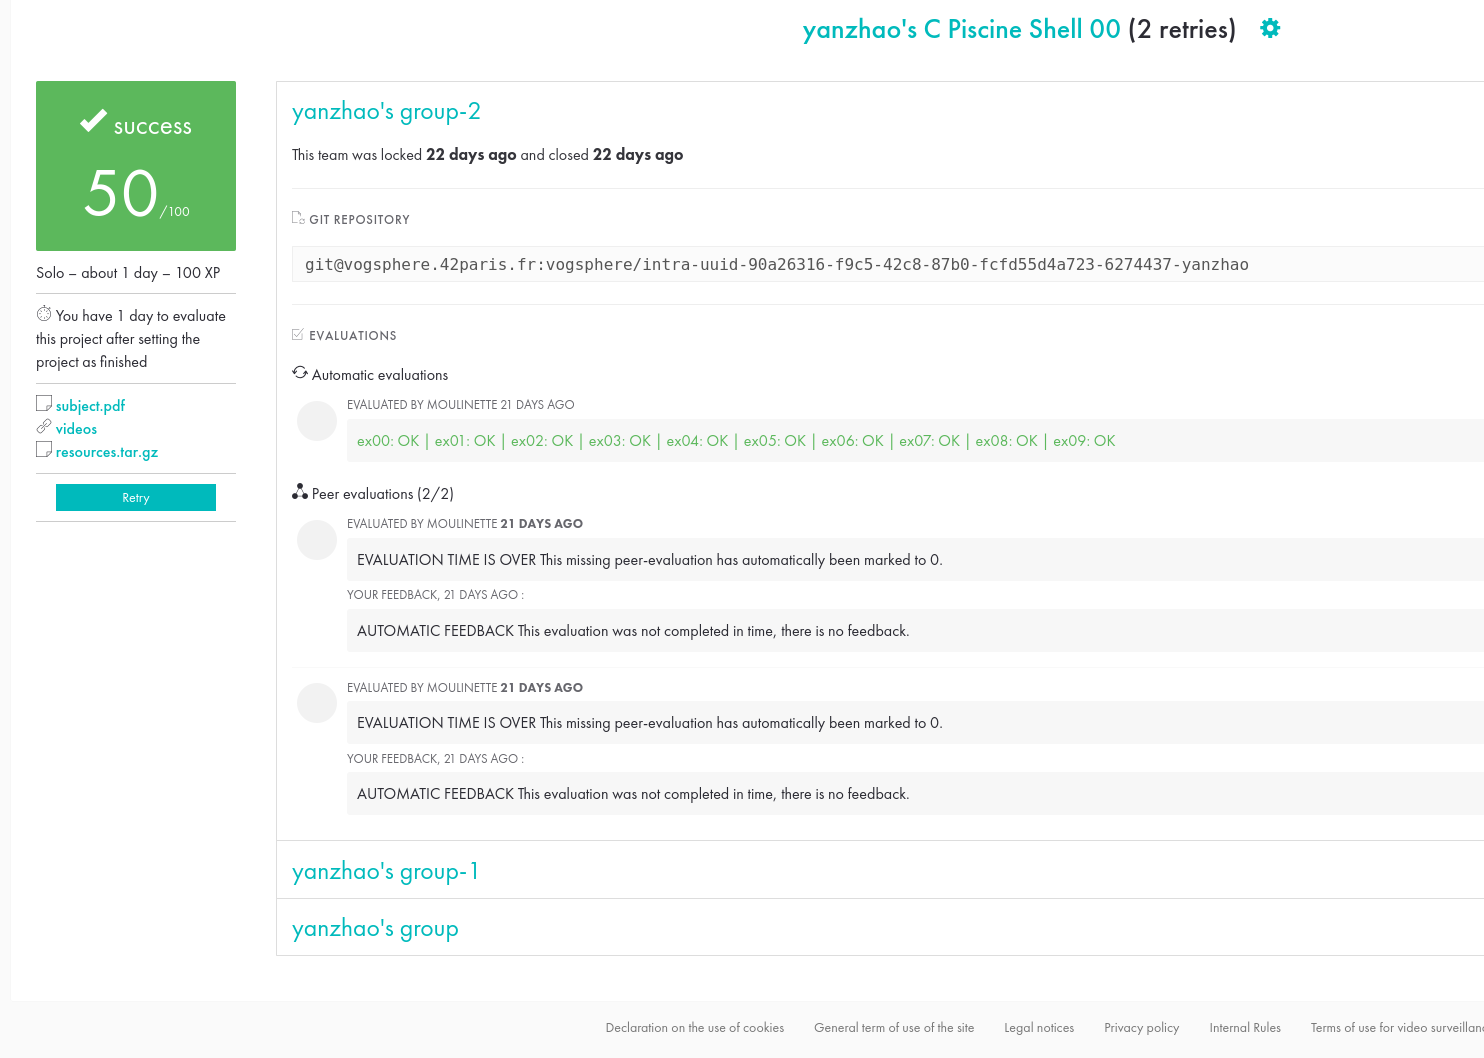 yanzhao's C Piscine Shell 00 (2 retries)
success
50/100
Solo – about 1 day – 100 XP
You have 1 day to evaluate
this project after setting the
project as finished
subject.pdf
videos
resources.tar.gz
Retry
yanzhao's group-2
This team was locked 22 days ago and closed 22 days ago
GIT REPOSITORY
git@vogsphere.42paris.fr:vogsphere/intra-uuid-90a26316-f9c5-42c8-87b0-fcfd55d4a723-6274437-yanzhao
EVALUATIONS
Automatic evaluations
EVALUATED BY MOULINETTE 21 DAYS AGO
ex00: OK | ex01: OK | ex02: OK | ex03: OK | ex04: OK | ex05: OK | ex06: OK | ex07: OK | ex08: OK | ex09: OK
Peer evaluations (2/2)
EVALUATED BY MOULINETTE 21 DAYS AGO
EVALUATION TIME IS OVER This missing peer-evaluation has automatically been marked to 0.
YOUR FEEDBACK, 21 DAYS AGO :
AUTOMATIC FEEDBACK This evaluation was not completed in time, there is no feedback.
EVALUATED BY MOULINETTE 21 DAYS AGO
EVALUATION TIME IS OVER This missing peer-evaluation has automatically been marked to 0.
YOUR FEEDBACK, 21 DAYS AGO :
AUTOMATIC FEEDBACK This evaluation was not completed in time, there is no feedback.
yanzhao's group-1
yanzhao's group
Declaration on the use of cookies General term of use of the site Legal notices Privacy policy Internal Rules Terms of use for video